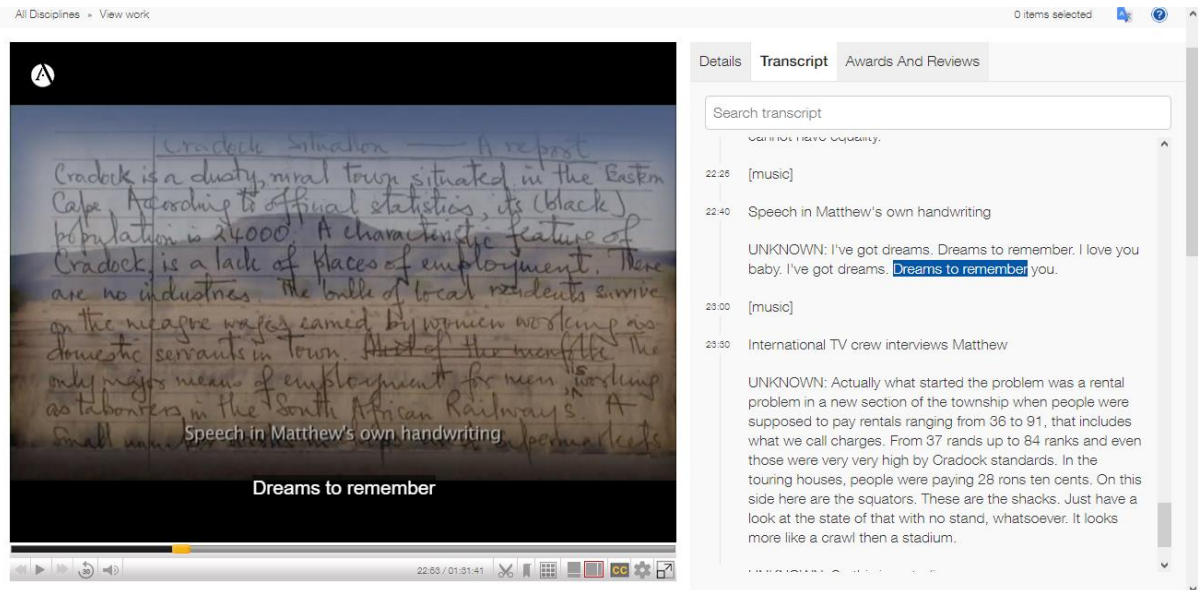 All Disciplines » View work
0 items selected
Cradock Situation — A report
Cradock is a dusty, rural town situated in the Eastern
Cape. According to official statistics, its (black)
population is 24000. A characteristic feature of
Cradock, is a lack of places of employment. There
are no industries. The bulk of local residents survive
on the meagre wages earned by women working as
domestic servants in town. The
only major means of employment for men is working
as labourers in the South African Railways. A
small supermarkets
Speech in Matthew's own handwriting
Dreams to remember
30
22:53 / 01:31:41
CC
Details Transcript Awards And Reviews
Search transcript
cannot have equality.
22:26 [music]
22:40 Speech in Matthew's own handwriting
UNKNOWN: I've got dreams. Dreams to remember. I love you
baby. I've got dreams. Dreams to remember you.
23:00 [music]
23:30 International TV crew interviews Matthew
UNKNOWN: Actually what started the problem was a rental
problem in a new section of the township when people were
supposed to pay rentals ranging from 36 to 91, that includes
what we call charges. From 37 rands up to 84 ranks and even
those were very very high by Cradock standards. In the
touring houses, people were paying 28 rons ten cents. On this
side here are the squators. These are the shacks. Just have a
look at the state of that with no stand, whatsoever. It looks
more like a crawl then a stadium.